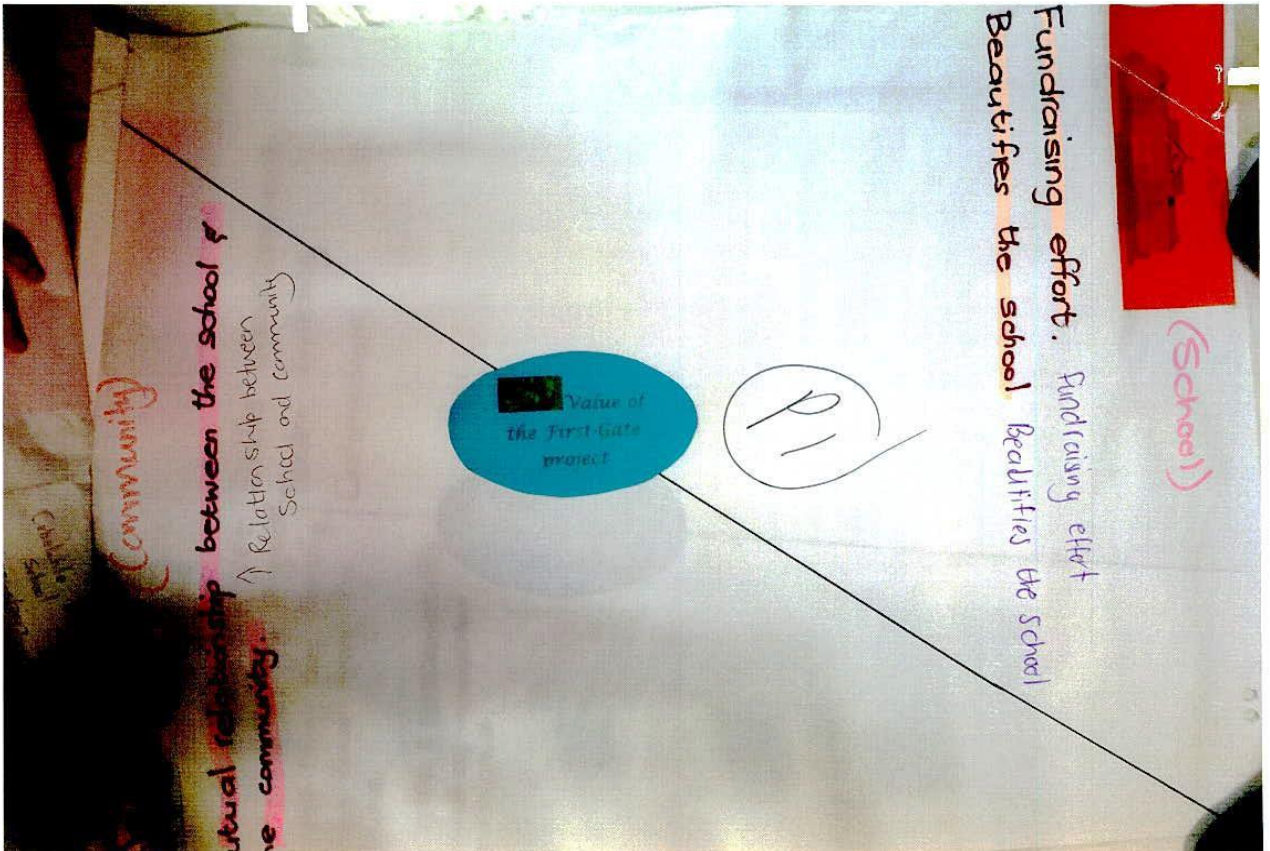 (School)
Fundraising effort. fundraising effort
Beautifies the school Beautifies the school
P1
Value of
the First-Gate
project
Relationship between
School and community
utual relationship between the school &
e community.
(Community)